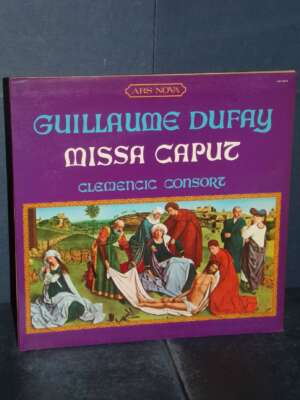 ARS NOVA
GUILLAUME DUFAY
MISSA CAPUT
CLEMENCIC CONSORT